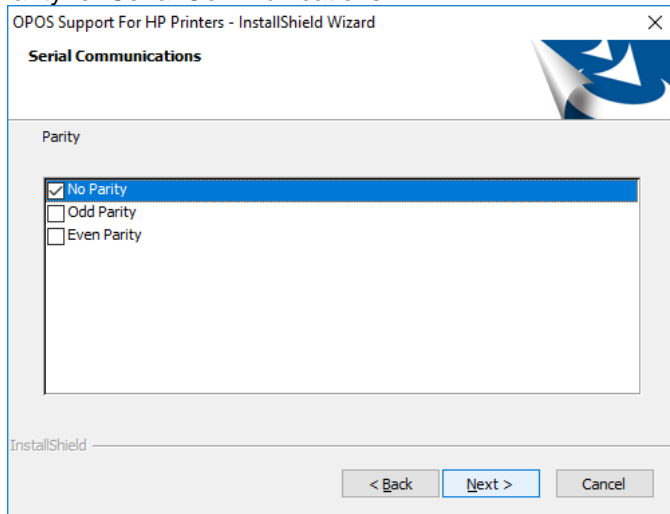 OPOS Support For HP Printers - InstallShield Wizard
Serial Communications
Parity
No Parity
Odd Parity
Even Parity
InstallShield
< Back
Next >
Cancel